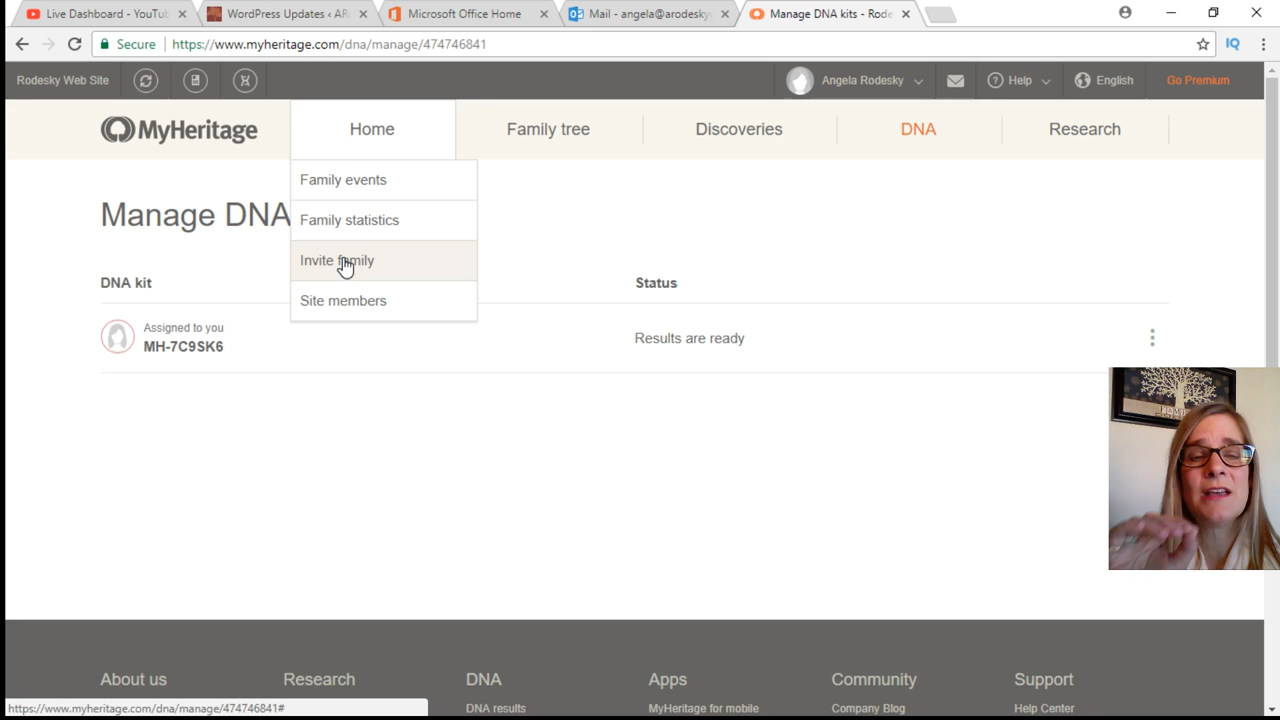 Live Dashboard - YouTu
WordPress Updates ‹ AR
Microsoft Office Home
Mail - angela@arodesky
Manage DNA kits - Rode
Secure
https://www.myheritage.com/dna/manage/474746841
IQ
Rodesky Web Site
Angela Rodesky
Help
English
Go Premium
MyHeritage
Home
Family tree
Discoveries
DNA
Research
Family events
Family statistics
Invite family
Site members
Manage DNA
DNA kit
Status
Assigned to you
MH-7C9SK6
Results are ready
About us
Research
DNA
Apps
Community
Support
https://www.myheritage.com/dna/manage/474746841#
DNA results
MyHeritage for mobile
Company Blog
Help Center